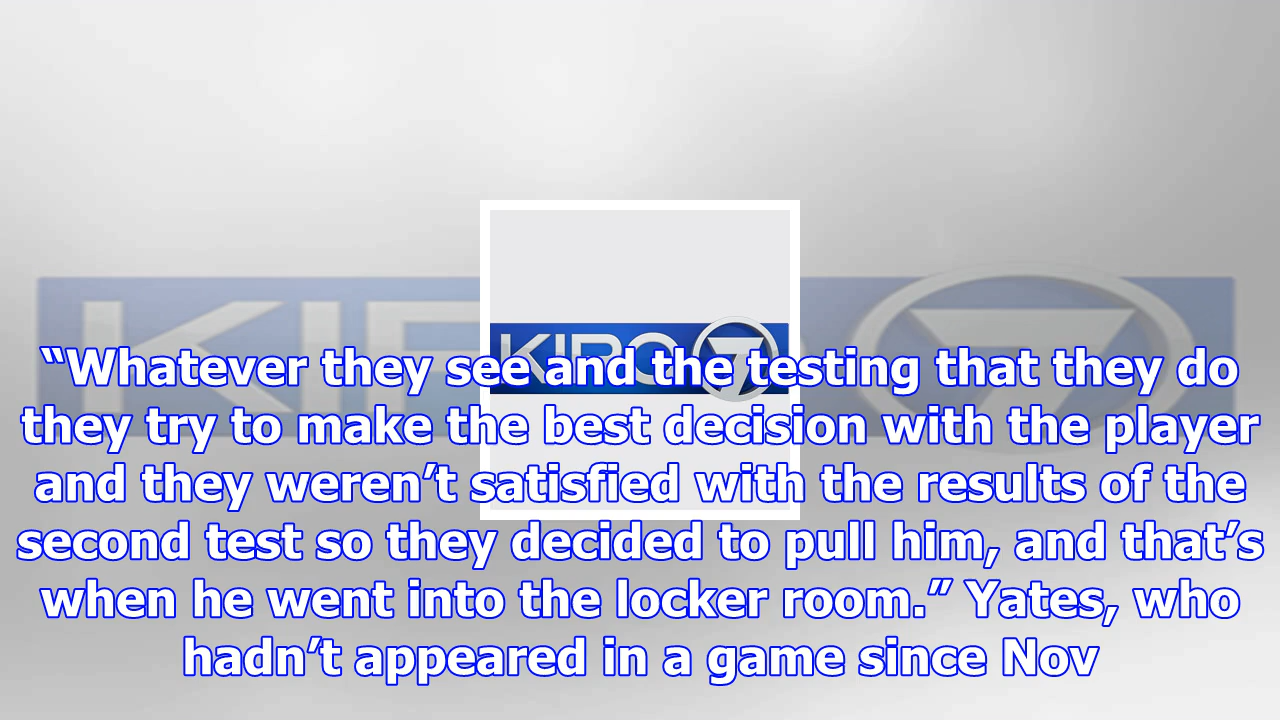 KIRO 7
“Whatever they see and the testing that they do
they try to make the best decision with the player
and they weren’t satisfied with the results of the
second test so they decided to pull him, and that’s
when he went into the locker room.” Yates, who
hadn’t appeared in a game since Nov